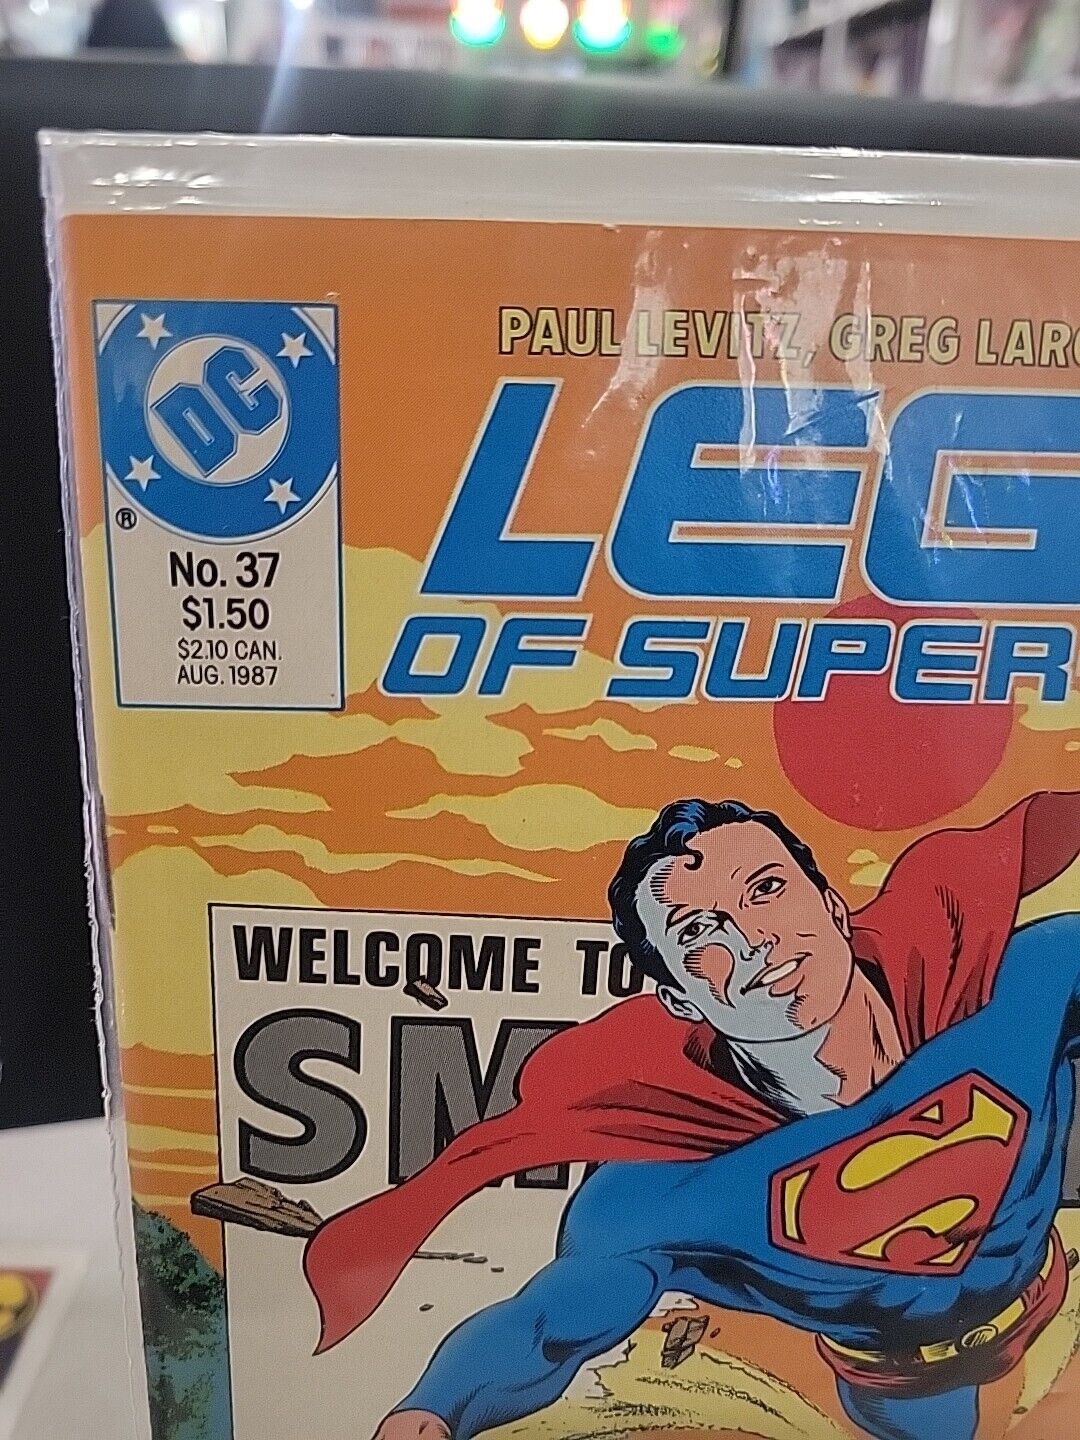 DC
®
No. 37
$1.50
$2.10 CAN.
AUG. 1987
PAUL LEVITZ, GREG LARO
LEG
OF SUPER
WELCOME TO
SM
S